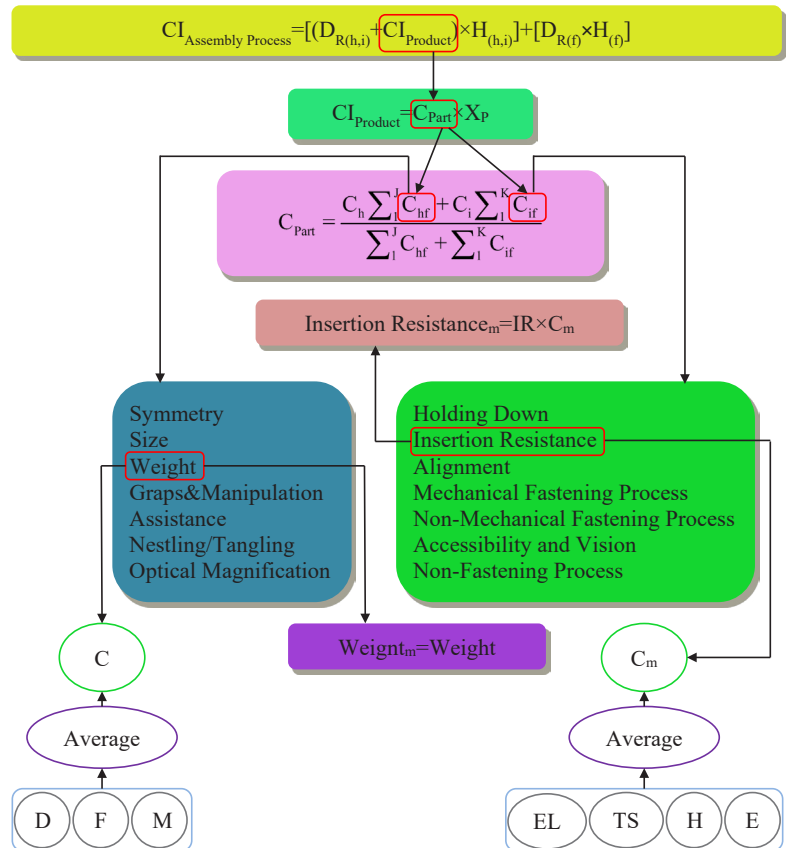 CI_Assembly Process=[(D_R(h,i)+CI_Product)×H_(h,i)]+[D_R(f)×H_(f)]
CI_Product=C_Part×X_P
C_Part = (C_h ∑_1^J C_hf + C_i ∑_1^K C_if) / (∑_1^J C_hf + ∑_1^K C_if)
Insertion Resistance_m=IR×C_m
Symmetry
Size
Weight
Graps&Manipulation
Assistance
Nestling/Tangling
Optical Magnification
Holding Down
Insertion Resistance
Alignment
Mechanical Fastening Process
Non-Mechanical Fastening Process
Accessibility and Vision
Non-Fastening Process
C
Weignt_m=Weight
C_m
Average
Average
D F M
EL TS H E